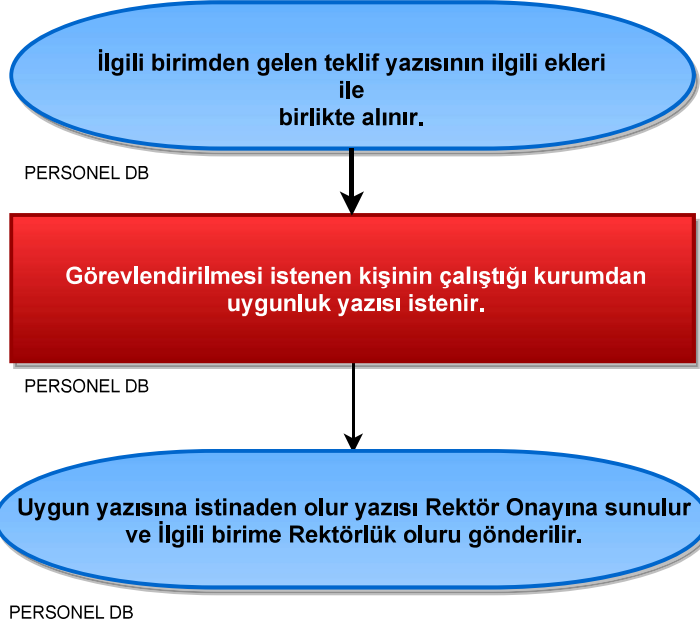 İlgili birimden gelen teklif yazısının ilgili ekleri
ile
birlikte alınır.
PERSONEL DB
Görevlendirilmesi istenen kişinin çalıştığı kurumdan
uygunluk yazısı istenir.
PERSONEL DB
Uygun yazısına istinaden olur yazısı Rektör Onayına sunulur
ve İlgili birime Rektörlük oluru gönderilir.
PERSONEL DB